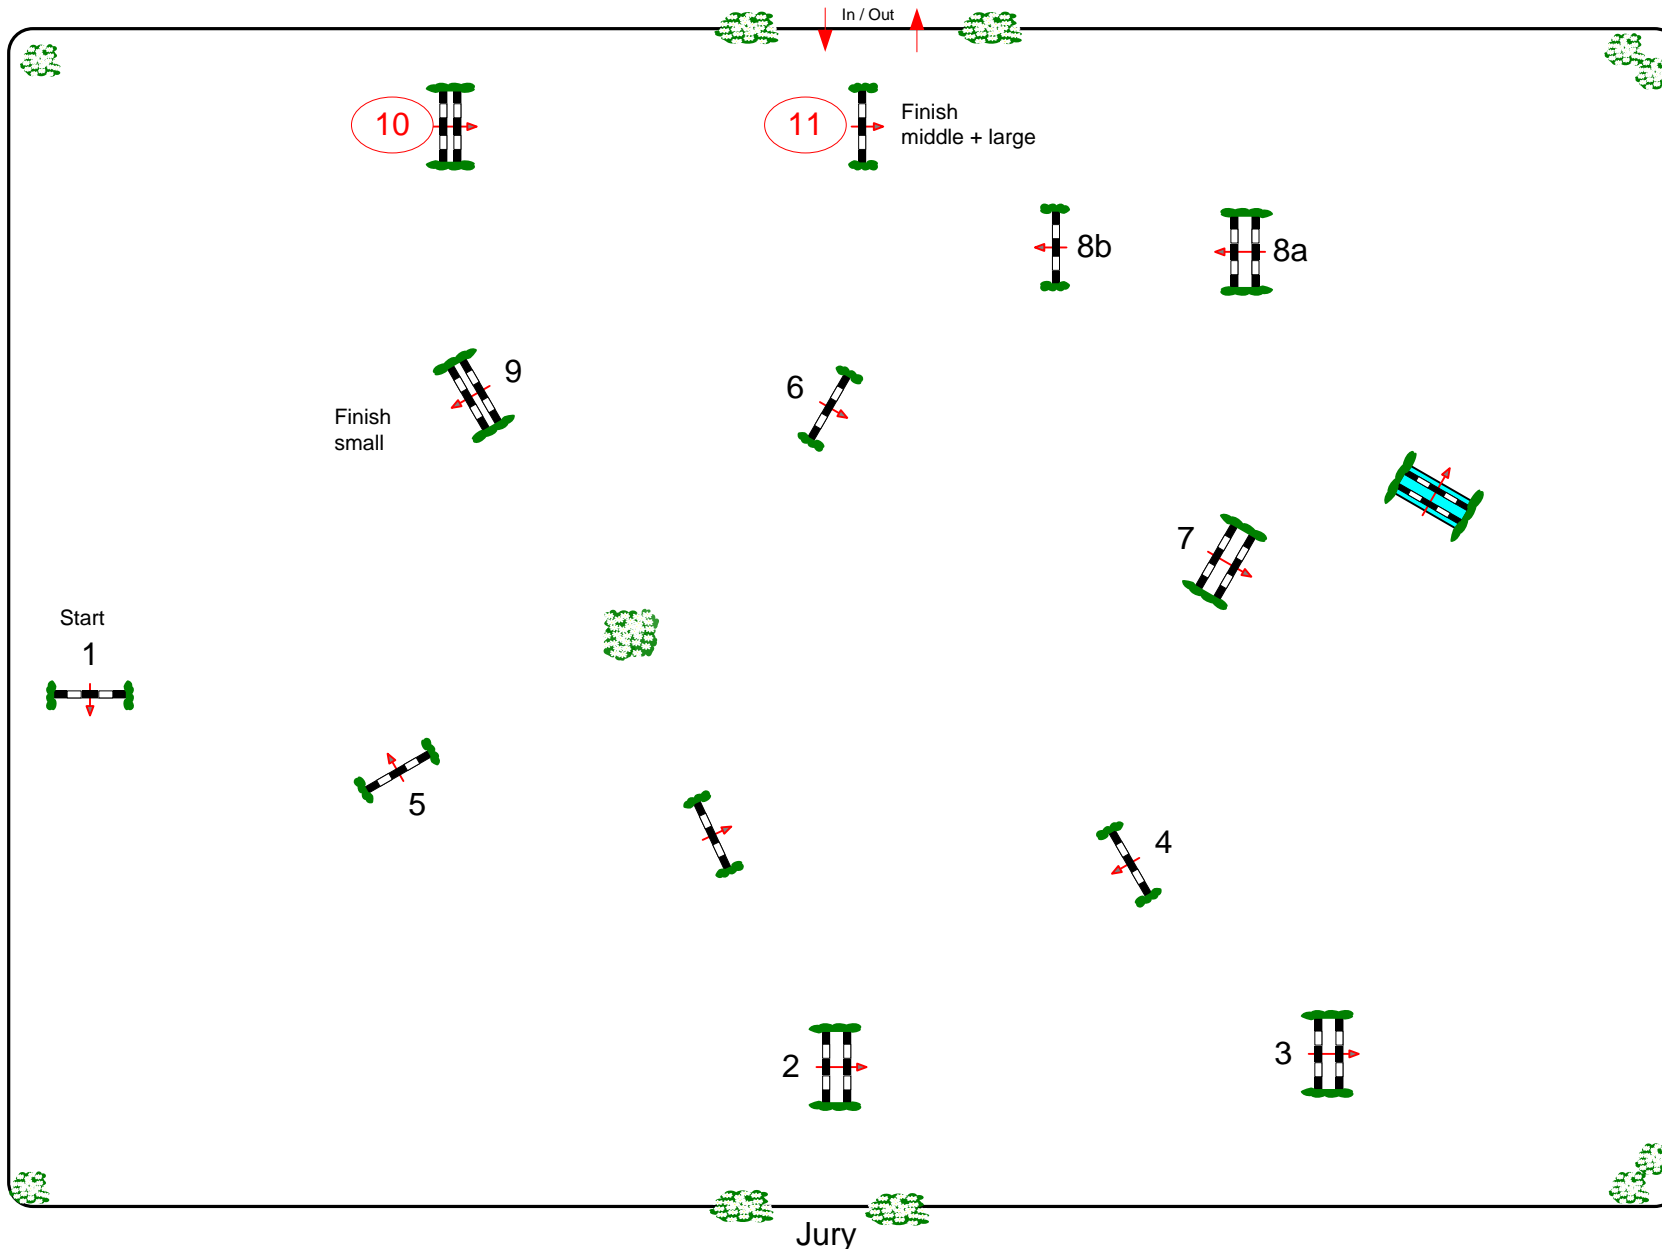 In / Out
10
11
Finish
middle + large
8b
8a
9
6
Finish
small
7
Start
1
5
4
2
3
Jury